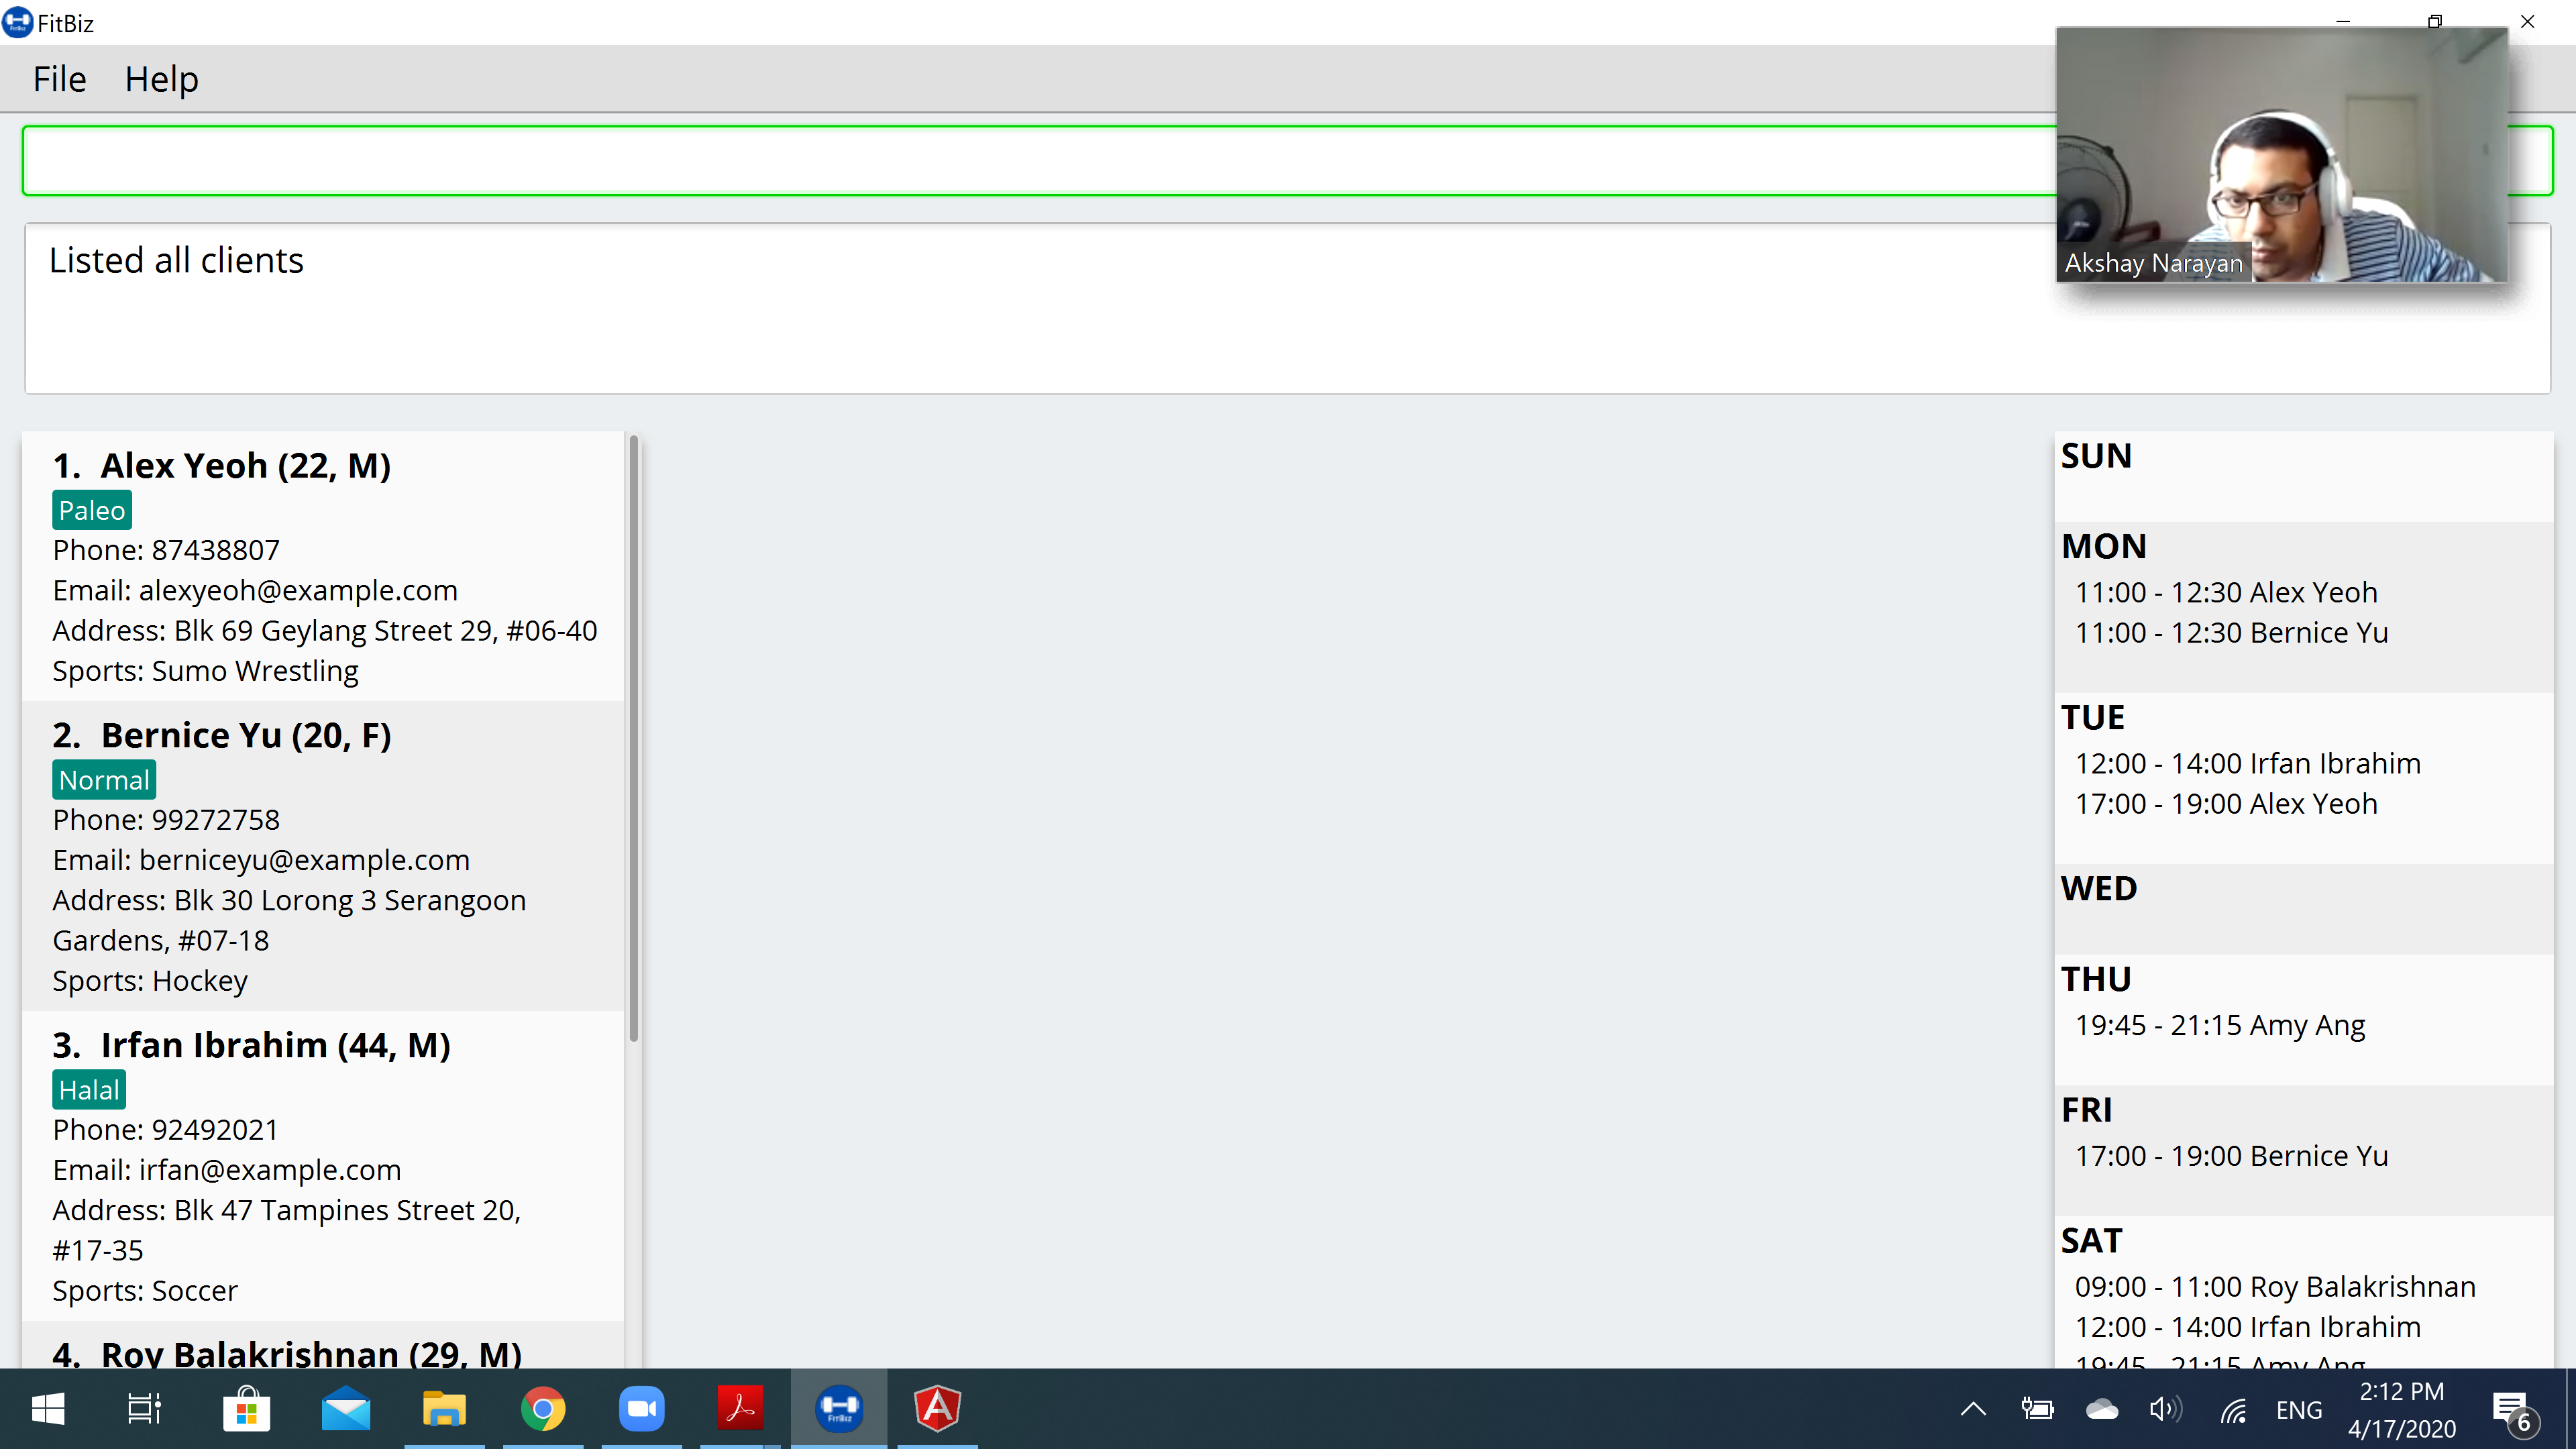 FitBiz
File Help
Akshay Narayan
Listed all clients
1. Alex Yeoh (22, M)
Paleo
Phone: 87438807
Email: alexyeoh@example.com
Address: Blk 69 Geylang Street 29, #06-40
Sports: Sumo Wrestling
2. Bernice Yu (20, F)
Normal
Phone: 99272758
Email: berniceyu@example.com
Address: Blk 30 Lorong 3 Serangoon
Gardens, #07-18
Sports: Hockey
3. Irfan Ibrahim (44, M)
Halal
Phone: 92492021
Email: irfan@example.com
Address: Blk 47 Tampines Street 20,
#17-35
Sports: Soccer
4. Roy Balakrishnan (29, M)
SUN
MON
11:00 - 12:30 Alex Yeoh
11:00 - 12:30 Bernice Yu
TUE
12:00 - 14:00 Irfan Ibrahim
17:00 - 19:00 Alex Yeoh
WED
THU
19:45 - 21:15 Amy Ang
FRI
17:00 - 19:00 Bernice Yu
SAT
09:00 - 11:00 Roy Balakrishnan
12:00 - 14:00 Irfan Ibrahim
19:45 - 21:15 Amy Ang
FitBiz
ENG
2:12 PM
4/17/2020
6